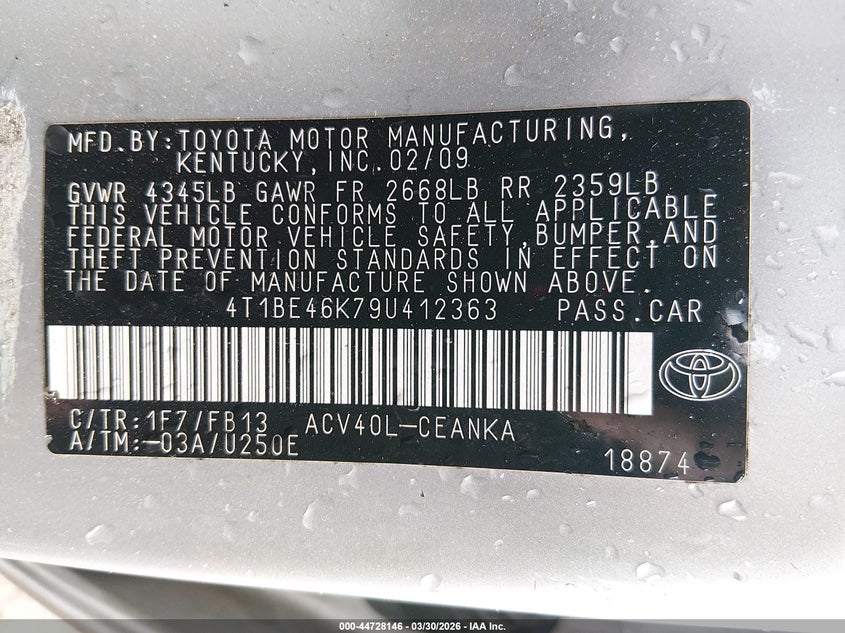 MFD.BY:TOYOTA MOTOR MANUFACTURING,
KENTUCKY,INC.02/09
GVWR 4345LB GAWR FR 2668LB RR 2359LB
THIS VEHICLE CONFORMS TO ALL APPLICABLE
FEDERAL MOTOR VEHICLE SAFETY,BUMPER,AND
THEFT PREVENTION STANDARDS IN EFFECT ON
THE DATE OF MANUFACTURE SHOWN ABOVE.
4T1BE46K79U412363 PASS.CAR
C/TR:1F7/FB13 ACV40L-CEANKA
A/TM:-03A/U250E
18874
000-44728146 — 03/30/2026 — IAA Inc.